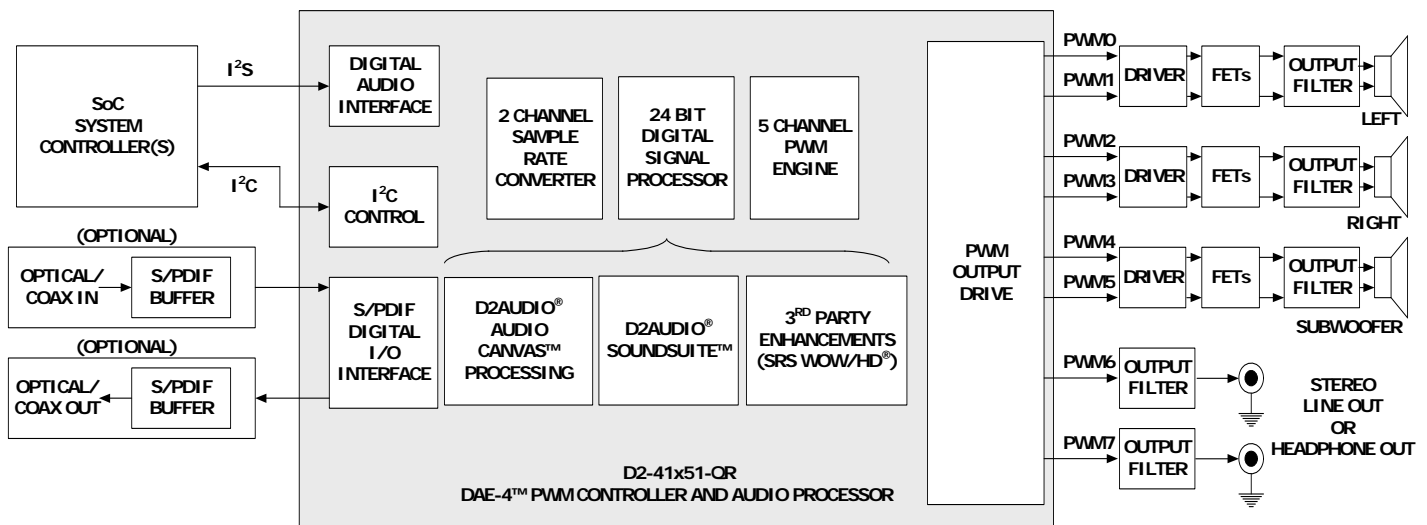 SoC
SYSTEM
CONTROLLER(S)
I²S
I²C
DIGITAL
AUDIO
INTERFACE
I²C
CONTROL
2 CHANNEL
SAMPLE
RATE
CONVERTER
24 BIT
DIGITAL
SIGNAL
PROCESSOR
5 CHANNEL
PWM
ENGINE
(OPTIONAL)
OPTICAL/
COAX IN
S/PDIF
BUFFER
(OPTIONAL)
OPTICAL/
COAX OUT
S/PDIF
BUFFER
S/PDIF
DIGITAL
I/O
INTERFACE
D2AUDIO®
AUDIO
CANVAS™
PROCESSING
D2AUDIO®
SOUNDSUITE™
3RD PARTY
ENHANCEMENTS
(SRS WOW/HD®)
D2-41x51-QR
DAE-4™ PWM CONTROLLER AND AUDIO PROCESSOR
PWM
OUTPUT
DRIVE
PWM0
PWM1
DRIVER
FETs
OUTPUT
FILTER
LEFT
PWM2
PWM3
DRIVER
FETs
OUTPUT
FILTER
RIGHT
PWM4
PWM5
DRIVER
FETs
OUTPUT
FILTER
SUBWOOFER
PWM6
OUTPUT
FILTER
PWM7
OUTPUT
FILTER
STEREO
LINE OUT
OR
HEADPHONE OUT